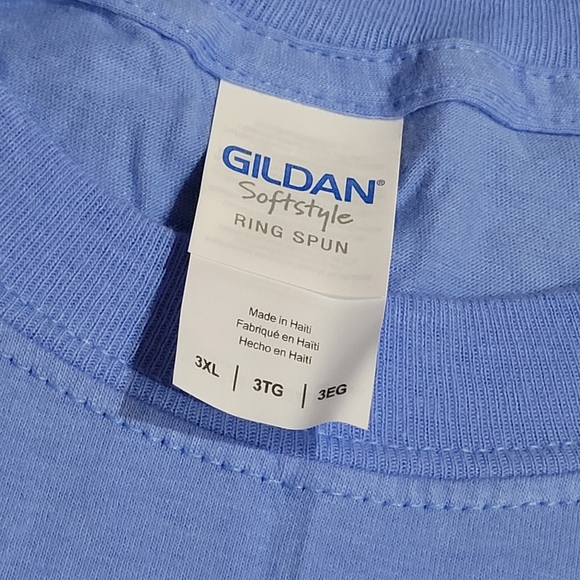 GILDAN®
Softstyle
RING SPUN
Made in Haiti
Fabriqué en Haïti
Hecho en Haití
3XL | 3TG | 3EG